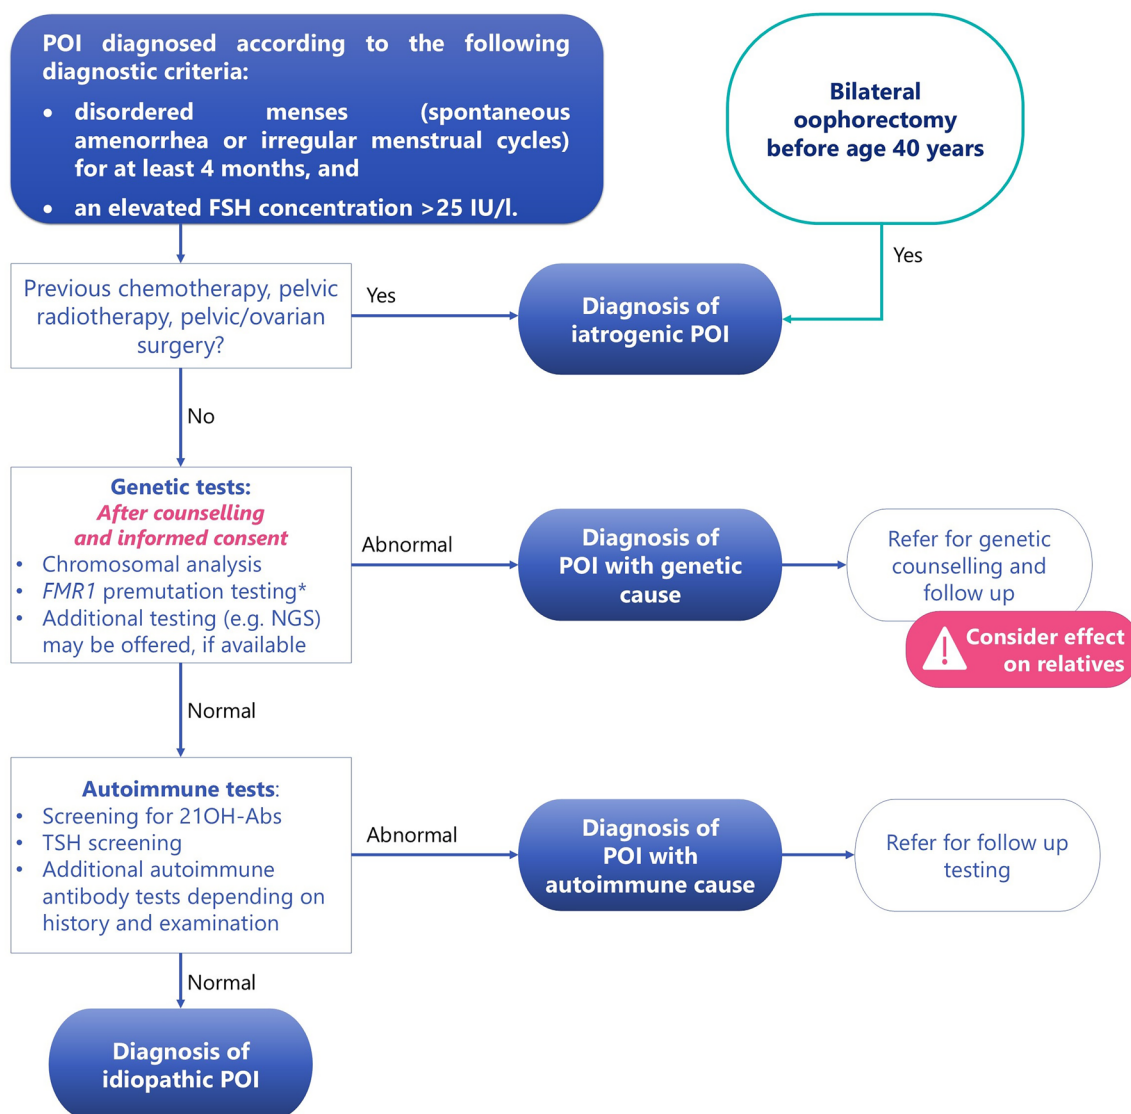 POI diagnosed according to the following
diagnostic criteria:
• disordered menses (spontaneous
amenorrhea or irregular menstrual cycles)
for at least 4 months, and
• an elevated FSH concentration >25 IU/l.
Bilateral
oophorectomy
before age 40 years
Yes
Previous chemotherapy, pelvic
radiotherapy, pelvic/ovarian
surgery?
Yes
Diagnosis of
iatrogenic POI
No
Genetic tests:
After counselling
and informed consent
• Chromosomal analysis
• FMR1 premutation testing*
• Additional testing (e.g. NGS)
may be offered, if available
Abnormal
Diagnosis of
POI with genetic
cause
Refer for genetic
counselling and
follow up
Consider effect
on relatives
Normal
Autoimmune tests:
• Screening for 21OH-Abs
• TSH screening
• Additional autoimmune
antibody tests depending on
history and examination
Abnormal
Diagnosis of
POI with
autoimmune cause
Refer for follow up
testing
Normal
Diagnosis of
idiopathic POI